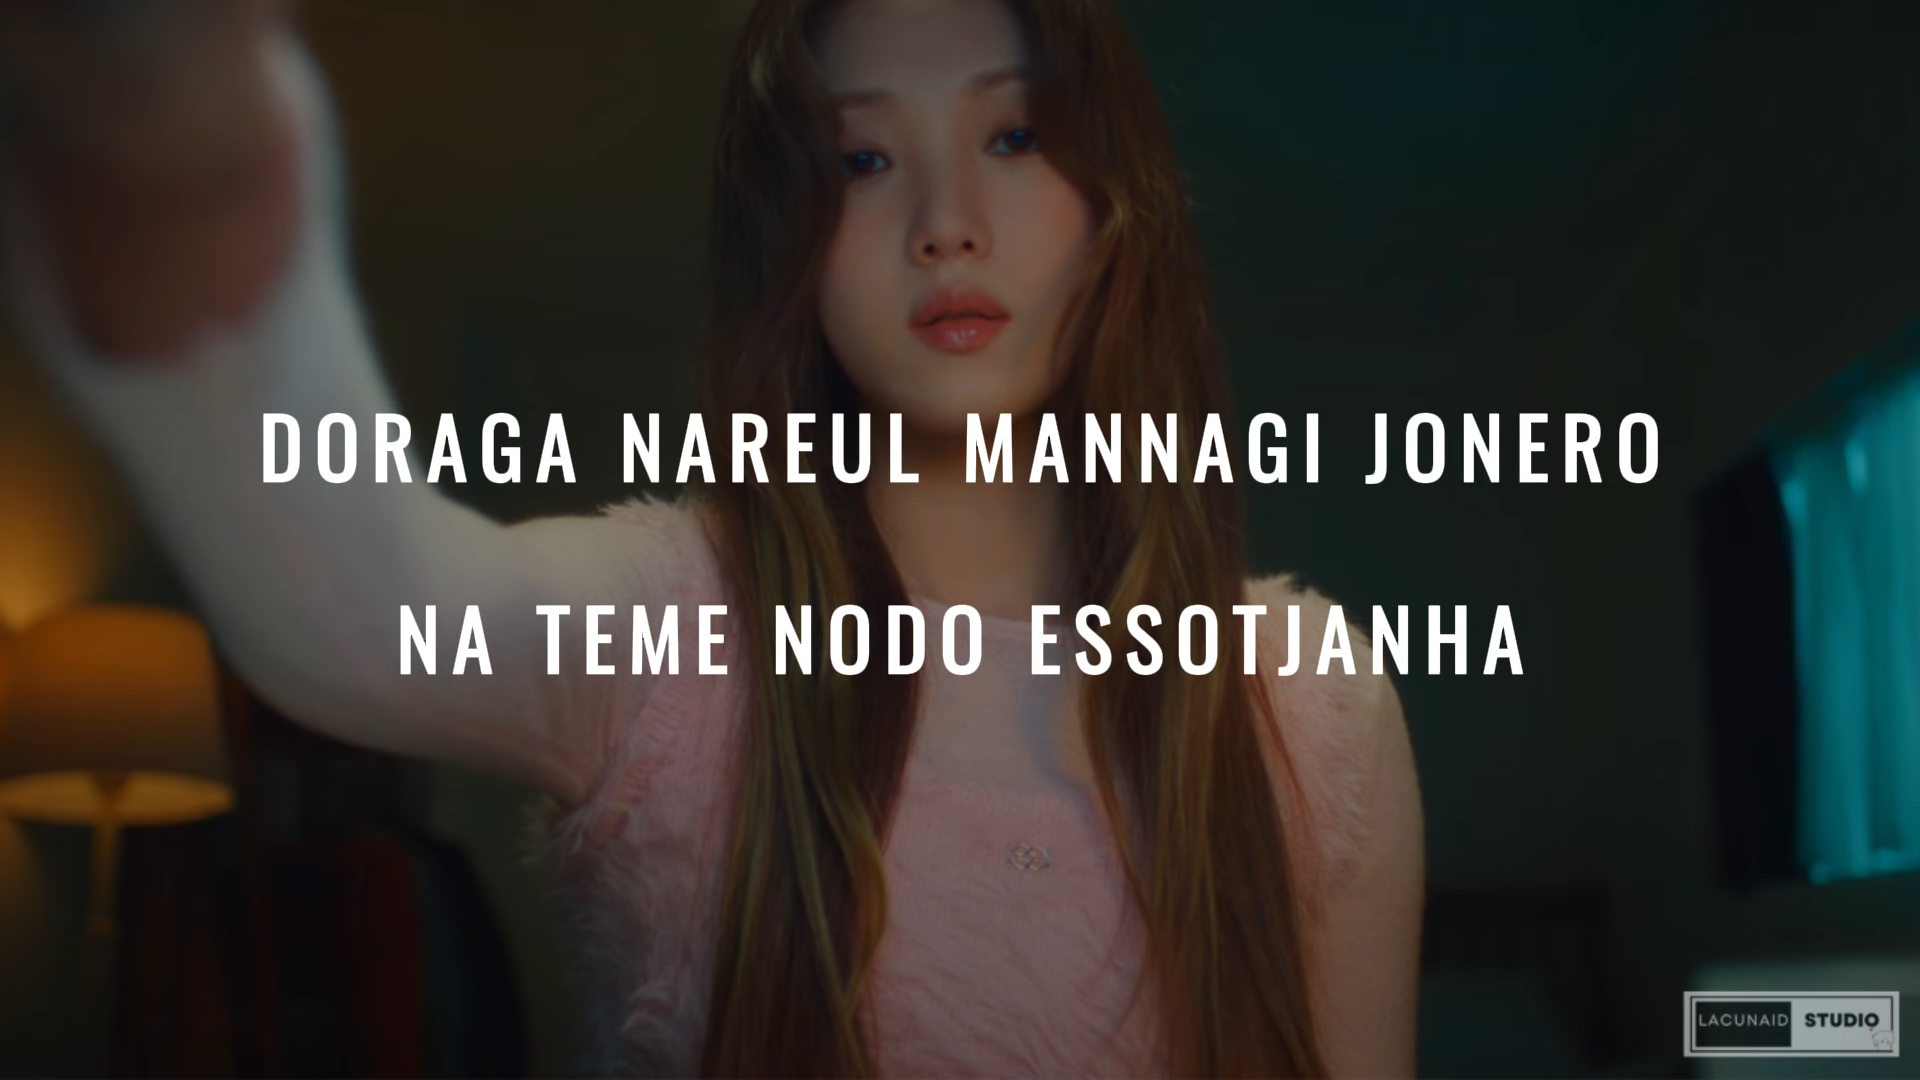 DORAGA NAREUL MANNAGI JONERO
NA TEME NODO ESSOTJANHA
LACUNAID STUDIO